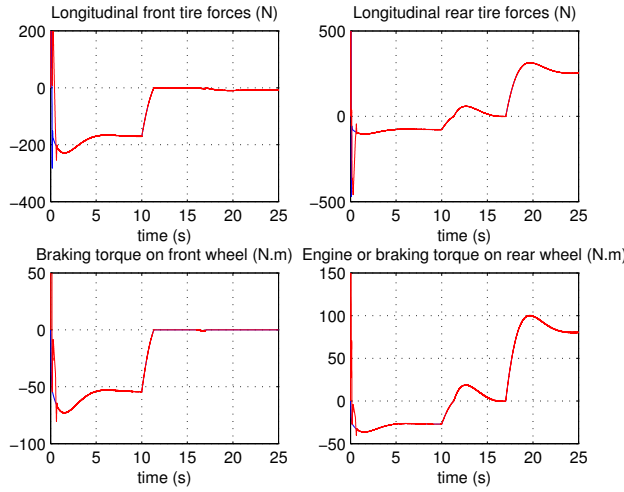 Longitudinal front tire forces (N)
200
0
−200
−400
0 5 10 15 20 25
time (s)
Longitudinal rear tire forces (N)
500
0
−500
0 5 10 15 20 25
time (s)
Braking torque on front wheel (N.m)
50
0
−50
−100
0 5 10 15 20 25
time (s)
Engine or braking torque on rear wheel (N.m)
150
100
50
0
−50
0 5 10 15 20 25
time (s)